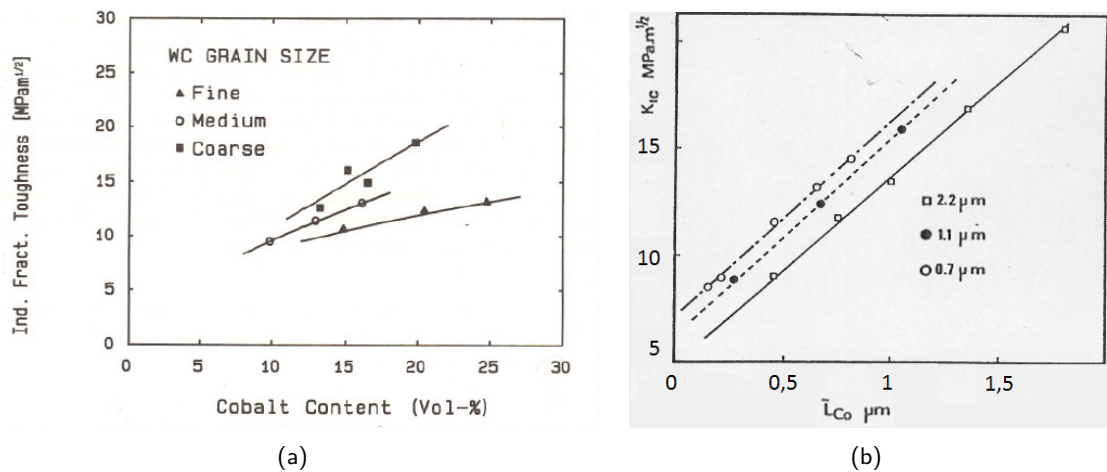 Ind. Fract. Toughness [MPam^1/2]
30
25
20
15
10
5
0
WC GRAIN SIZE
▲ Fine
○ Medium
■ Coarse
0 5 10 15 20 25 30
Cobalt Content (Vol-%)
(a)
K_IC MPa.m^1/2
15
10
5
□ 2.2 µm
● 1.1 µm
○ 0.7 µm
0 0,5 1 1,5
L̄_Co µm
(b)